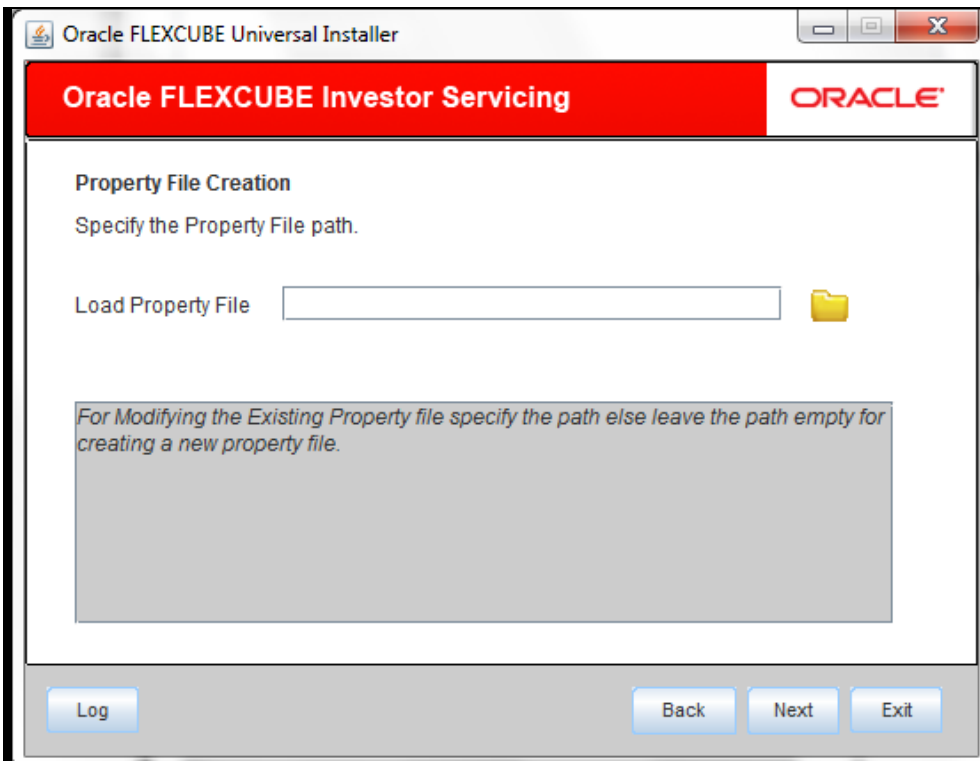 Oracle FLEXCUBE Universal Installer
Oracle FLEXCUBE Investor Servicing
ORACLE
Property File Creation
Specify the Property File path.
Load Property File
For Modifying the Existing Property file specify the path else leave the path empty for
creating a new property file.
Log
Back
Next
Exit